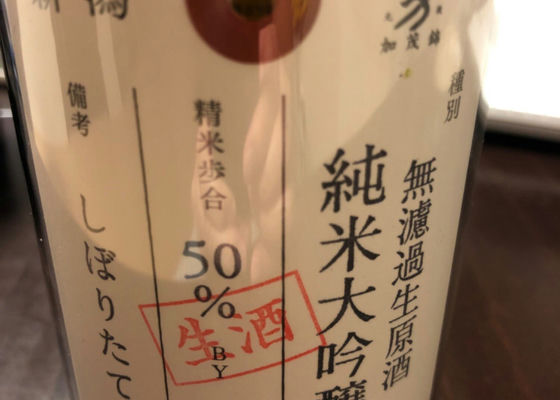 加茂錦
種別
無濾過生原酒
純米大吟醸
精米歩合
50%
BY
生酒
備考
しぼりたて